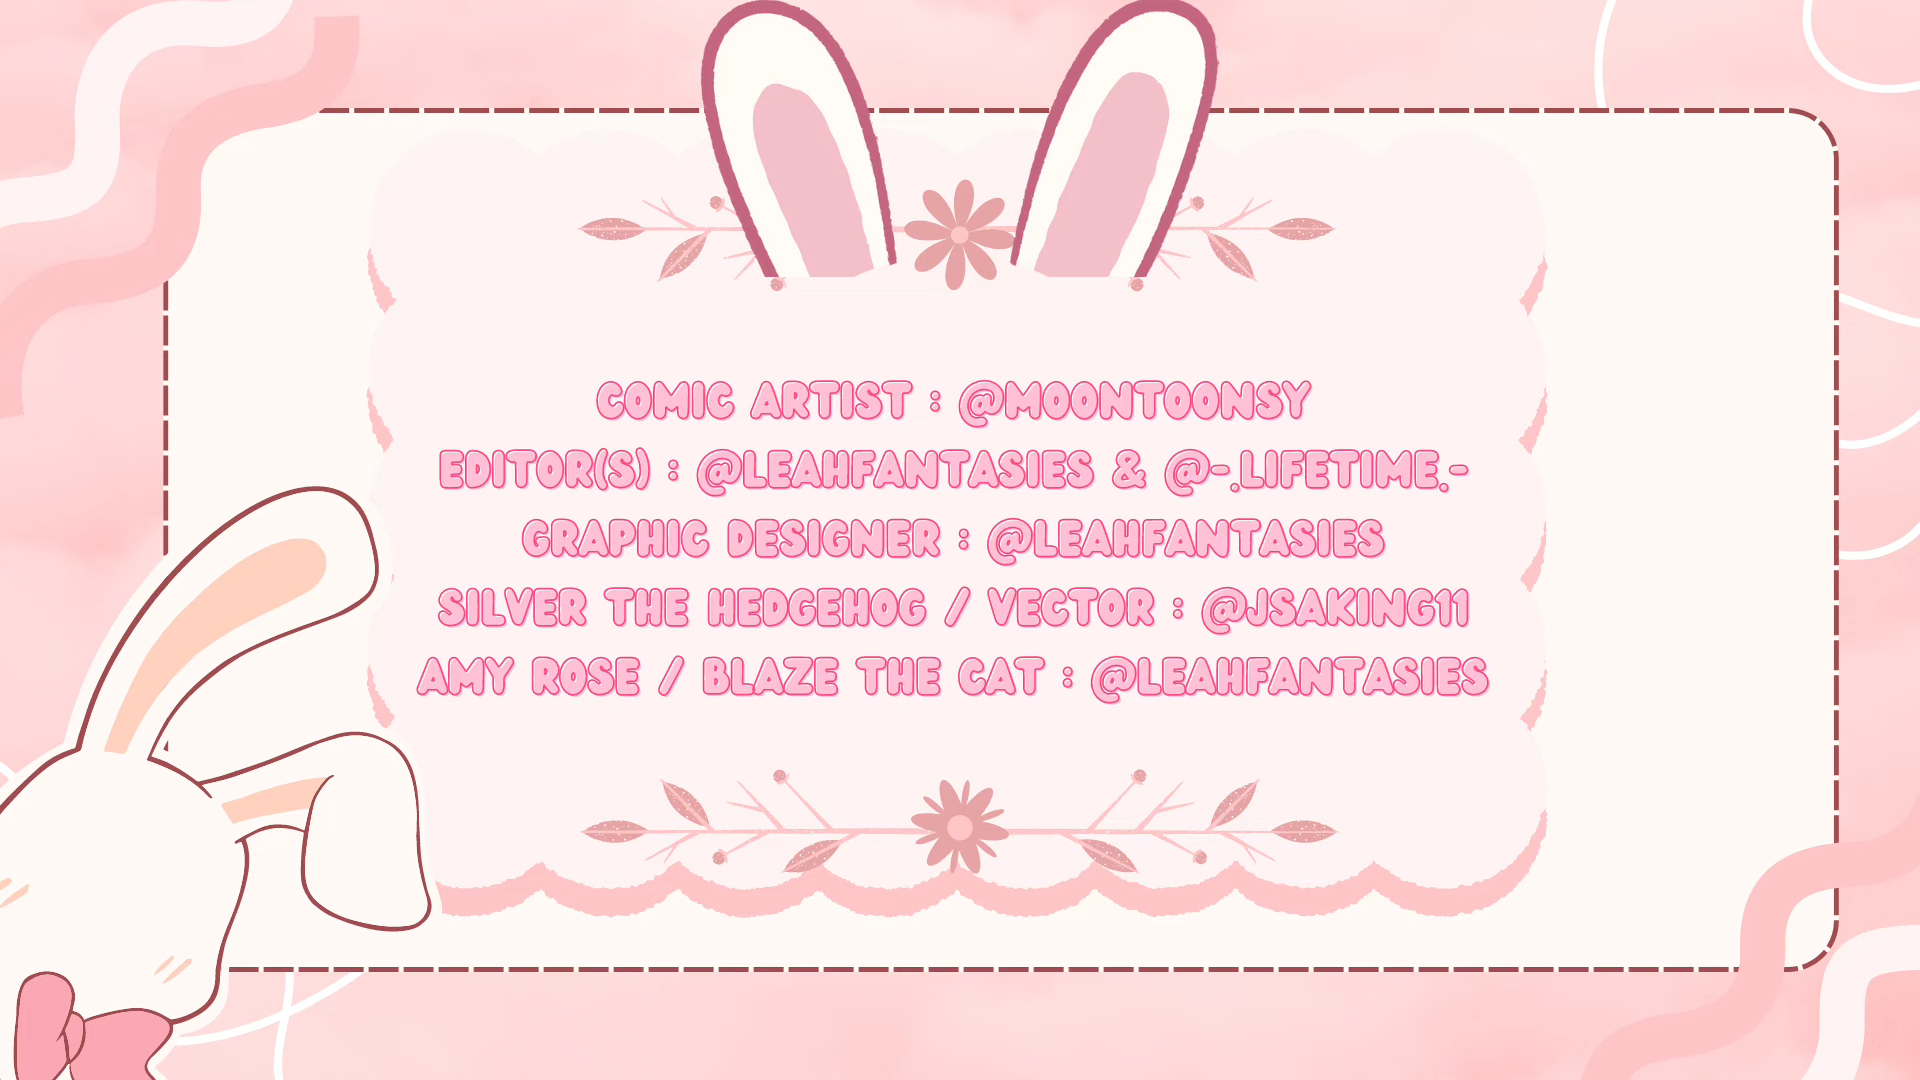 COMIC ARTIST : @MOONTOONSY
EDITOR(S) : @LEAHFANTASIES & @-.LIFETIME.-
GRAPHIC DESIGNER : @LEAHFANTASIES
SILVER THE HEDGEHOG / VECTOR : @JSAKING11
AMY ROSE / BLAZE THE CAT : @LEAHFANTASIES